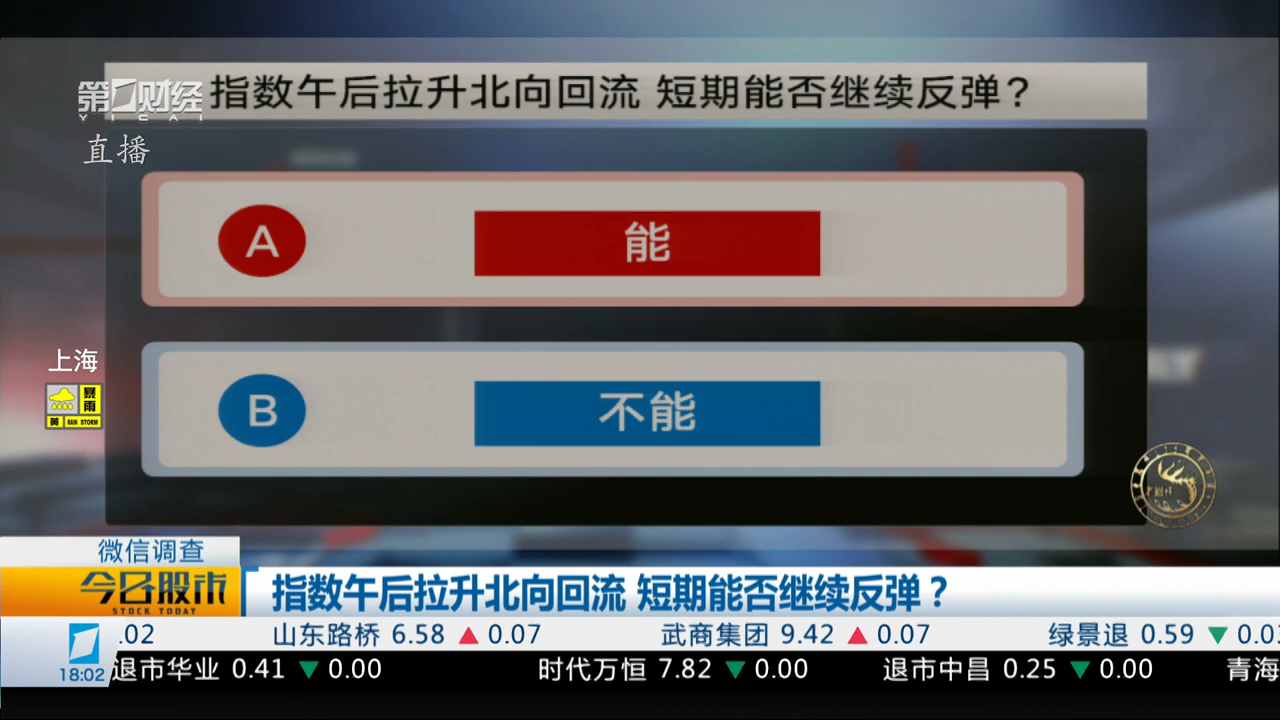 第一财经
YICAI
指数午后拉升北向回流 短期能否继续反弹？
直播
A 能
上海
暴雨
黄 RAIN STORM
B 不能
微信调查
今日股市
STOCK TODAY
指数午后拉升北向回流 短期能否继续反弹？
.02 山东路桥 6.58 ▲ 0.07 武商集团 9.42 ▲ 0.07 绿景退 0.59 ▼ 0.03
18:02
退市华业 0.41 ▼ 0.00 时代万恒 7.82 ▼ 0.00 退市中昌 0.25 ▼ 0.00 青海